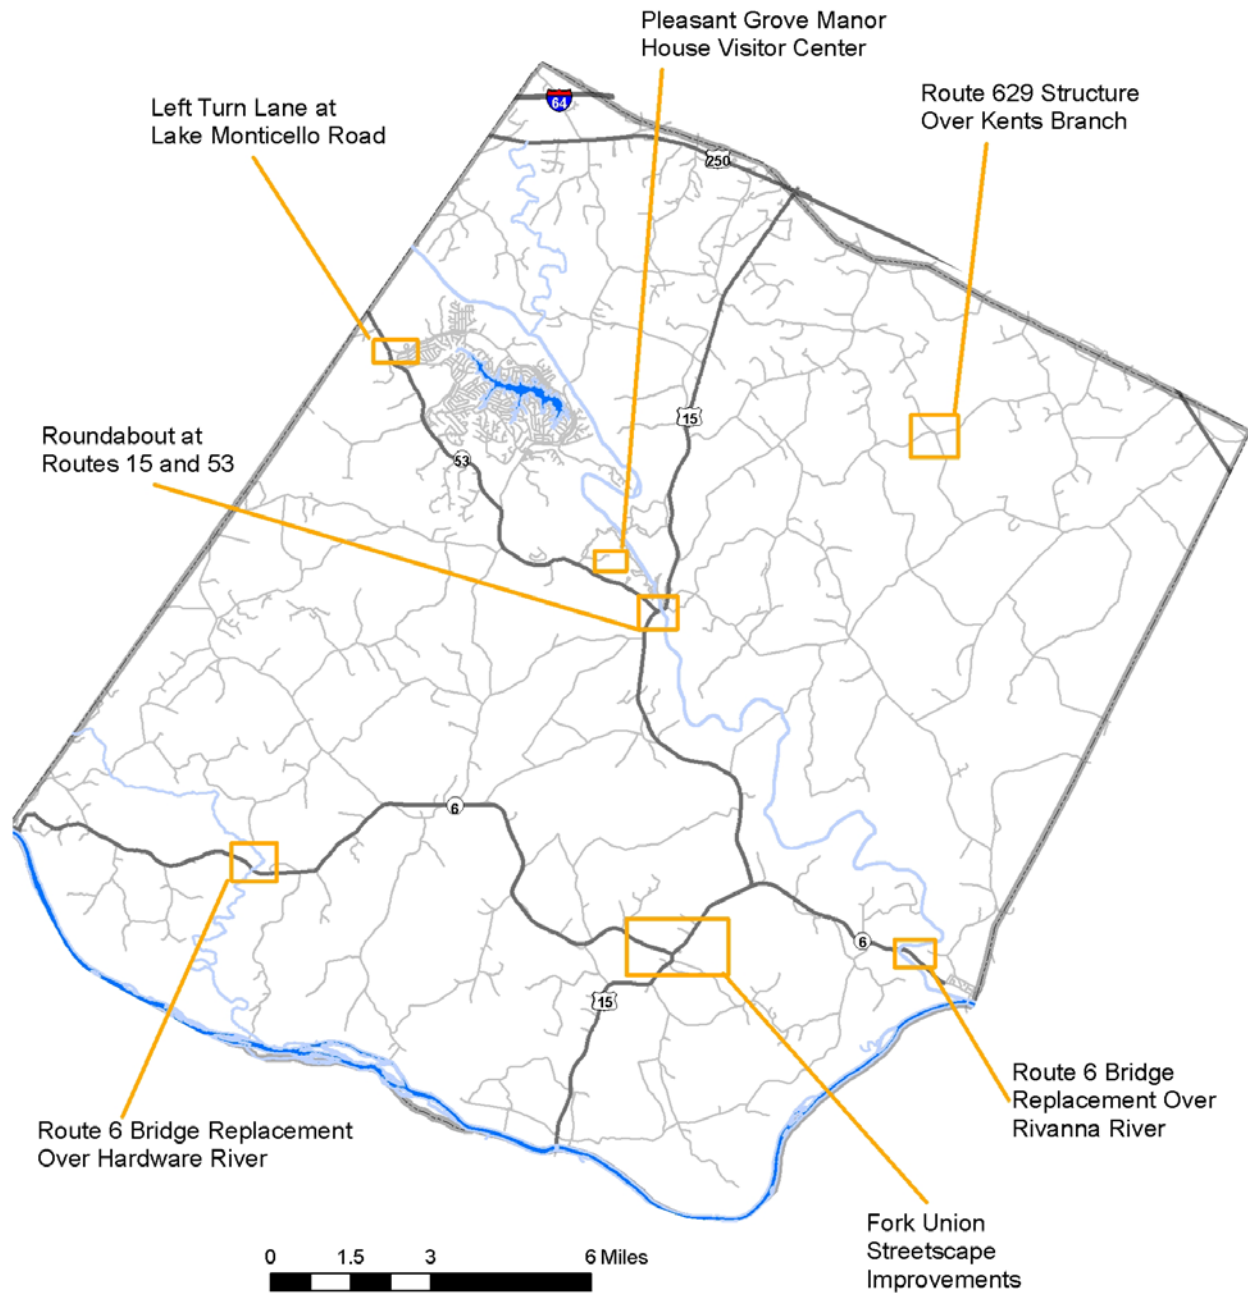 Pleasant Grove Manor
House Visitor Center
Left Turn Lane at
Lake Monticello Road
Route 629 Structure
Over Kents Branch
64
250
15
Roundabout at
Routes 15 and 53
53
6
6
15
Route 6 Bridge
Replacement Over
Rivanna River
Route 6 Bridge Replacement
Over Hardware River
Fork Union
Streetscape
Improvements
0 1.5 3 6 Miles